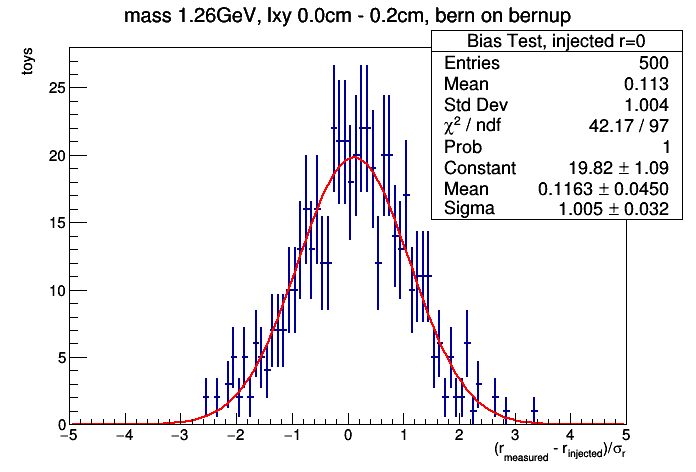 mass 1.26GeV, lxy 0.0cm - 0.2cm, bern on bernup
Bias Test, injected r=0
Entries 500
Mean 0.113
Std Dev 1.004
χ² / ndf 42.17 / 97
Prob 1
Constant 19.82 ± 1.09
Mean 0.1163 ± 0.0450
Sigma 1.005 ± 0.032
toys
25
20
15
10
5
0
−5 −4 −3 −2 −1 0 1 2 3 4 5
(r_measured - r_injected)/σ_r